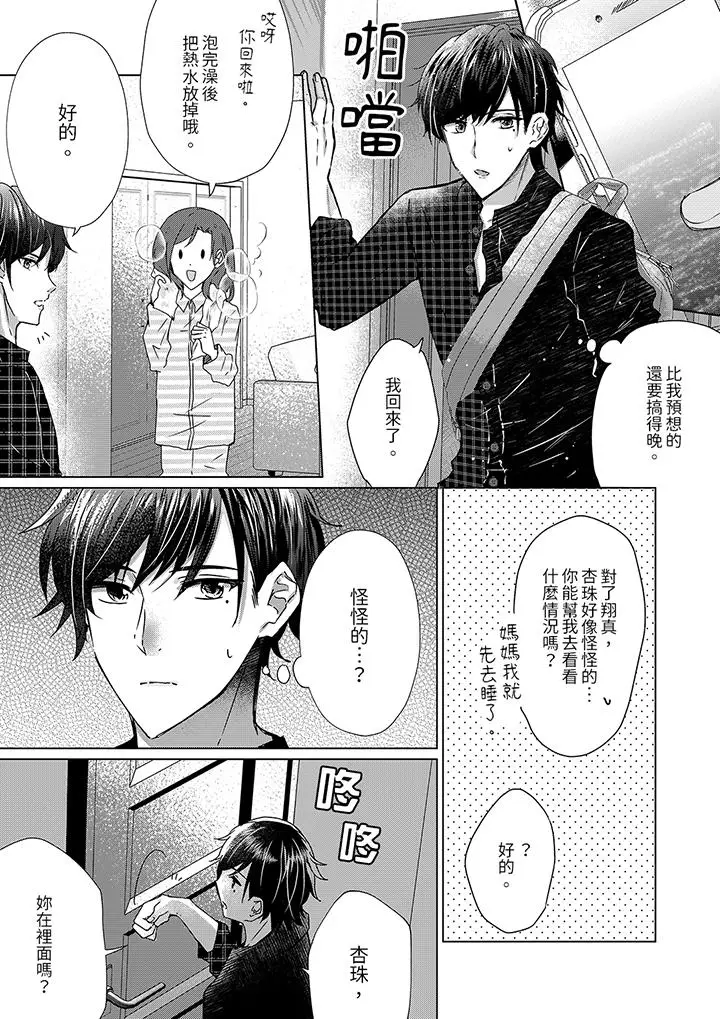 啪噹
比我預想的
還要搞得晚。
我回來了。
哎呀
你回來啦。
泡完澡後
把熱水放掉哦。
好的。
對了翔真，
杏珠好像怪怪的…
你能幫我去看看
什麼情況嗎？
媽媽我就
先去睡了。
？
好的。
怪怪的…？
咚咚
杏珠，
妳在裡面嗎？